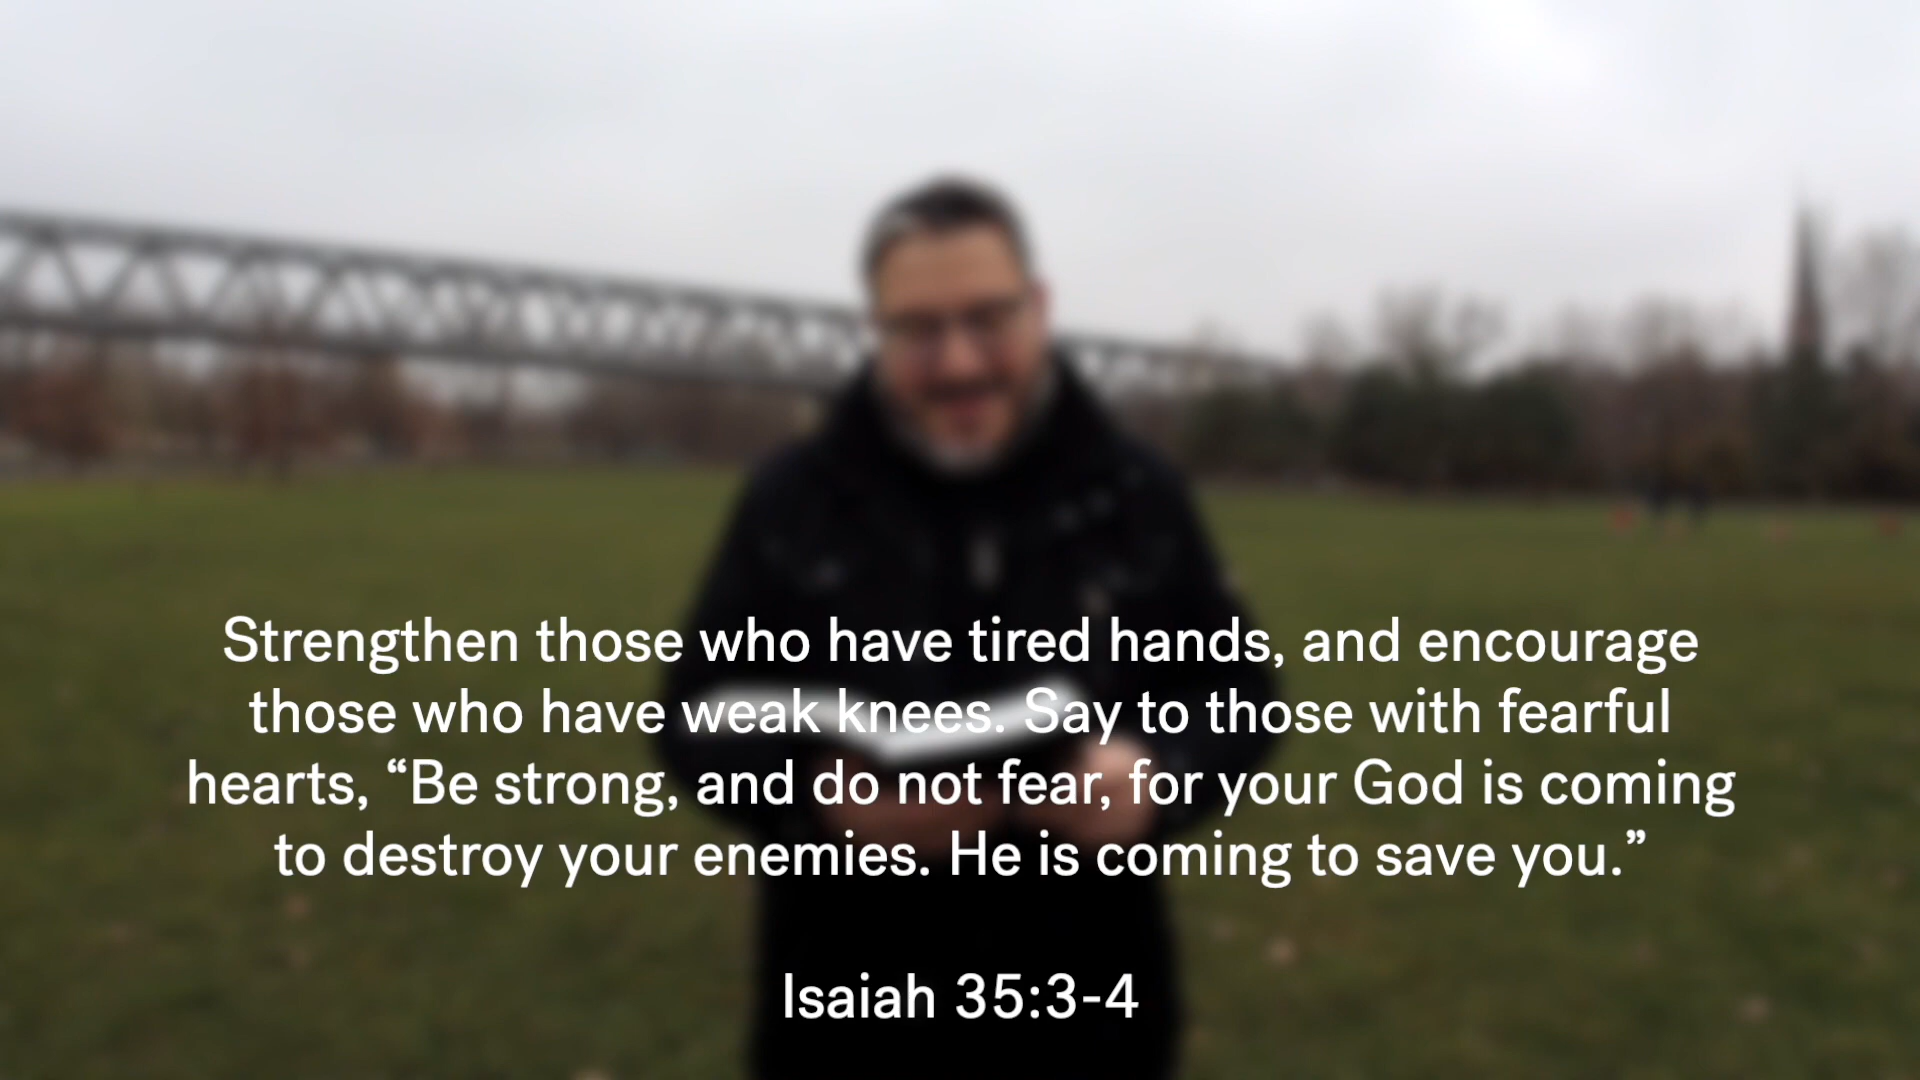 Strengthen those who have tired hands, and encourage
those who have weak knees. Say to those with fearful
hearts, “Be strong, and do not fear, for your God is coming
to destroy your enemies. He is coming to save you.”
Isaiah 35:3-4